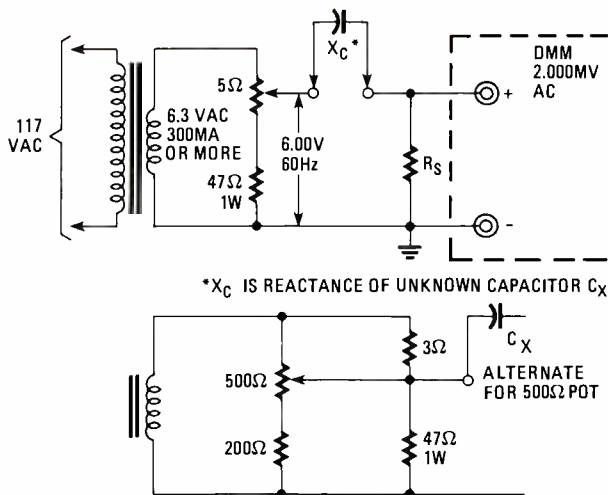 X_C*
DMM
2.000MV
AC
5Ω
+
117
VAC
6.3 VAC
300MA
OR MORE
6.00V
60Hz
R_S
47Ω
1W
-
*X_C IS REACTANCE OF UNKNOWN CAPACITOR C_X
3Ω
C_X
500Ω
ALTERNATE
FOR 500Ω POT
200Ω
47Ω
1W